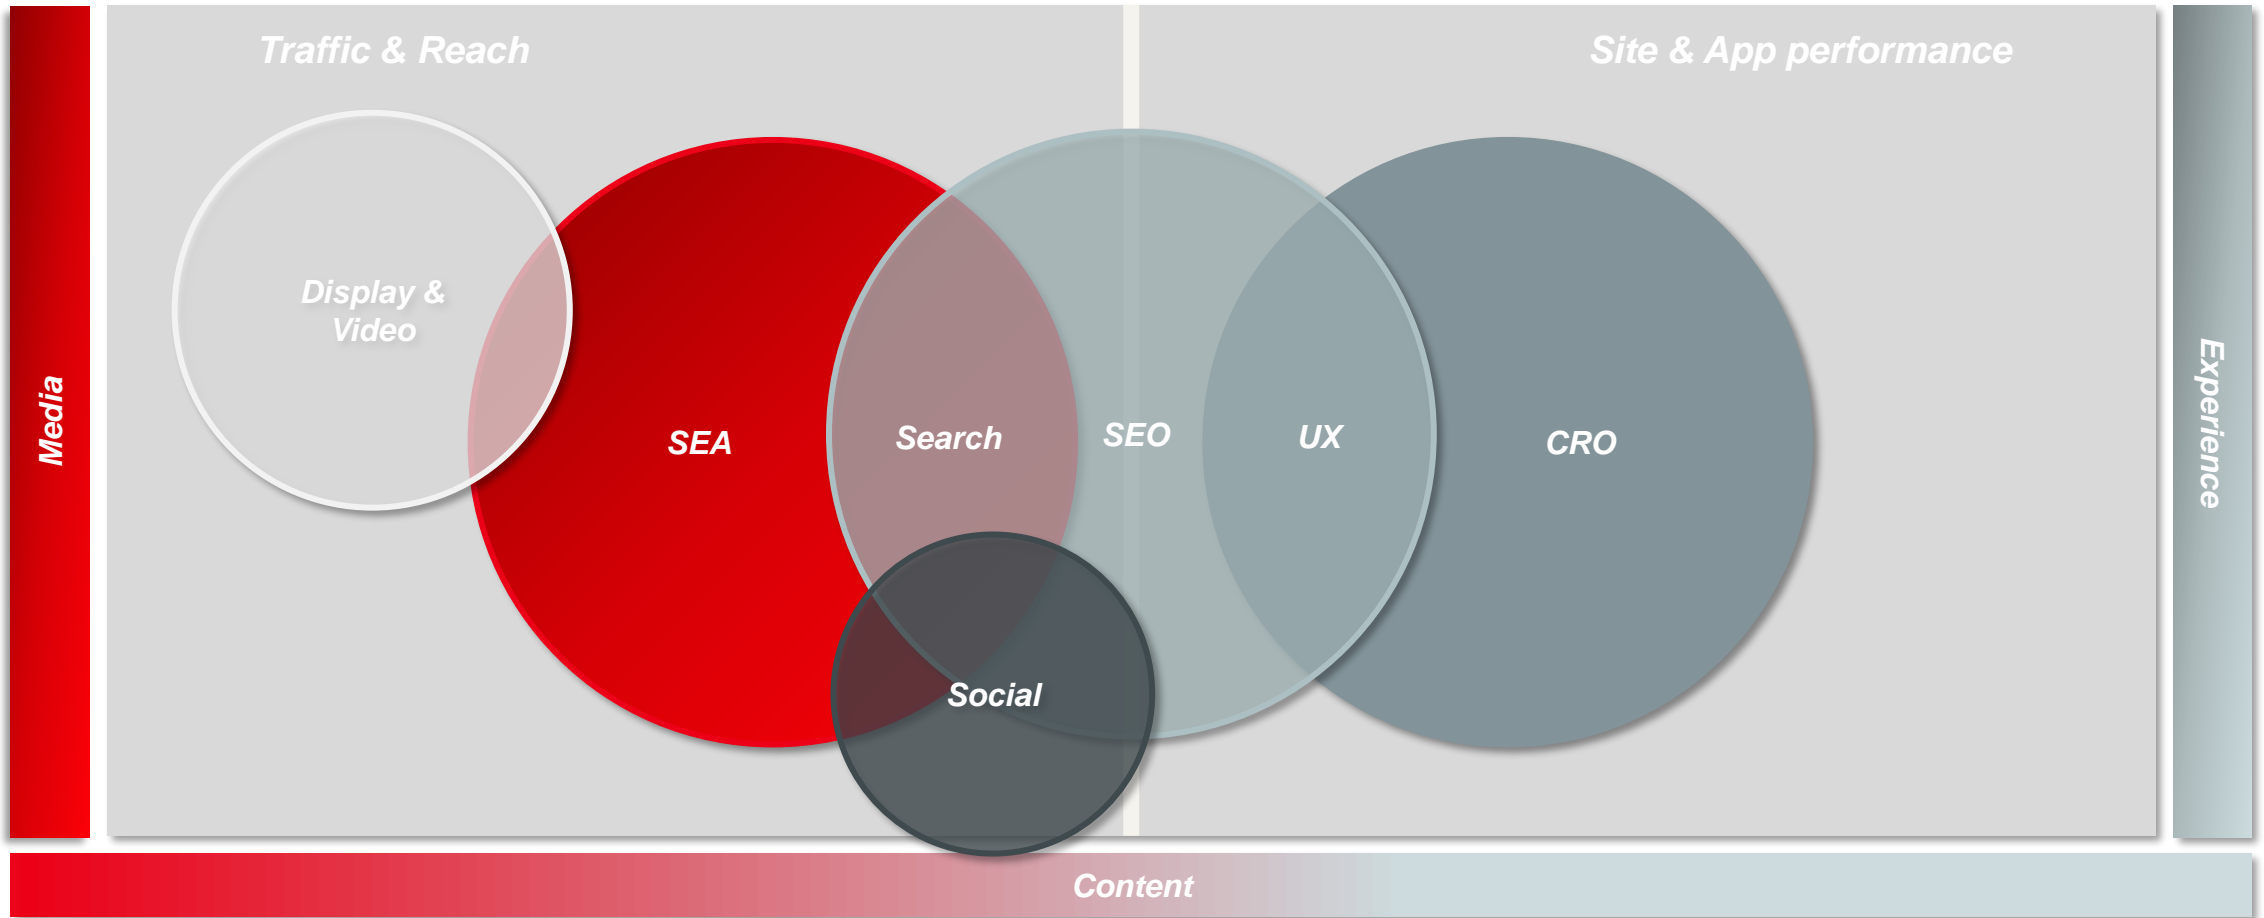 Traffic & Reach
Site & App performance
Display &
Video
Media
SEA
Search
SEO
UX
CRO
Experience
Social
Content